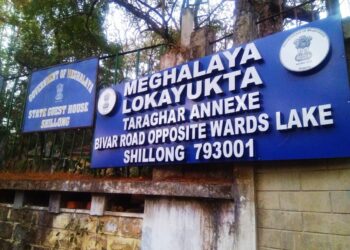 GOVERNMENT OF MEGHALAYA
STATE GUEST HOUSE
SHILLONG
MEGHALAYA
LOKAYUKTA
TARAGHAR ANNEXE
BIVAR ROAD OPPOSITE WARDS LAKE
SHILLONG 793001